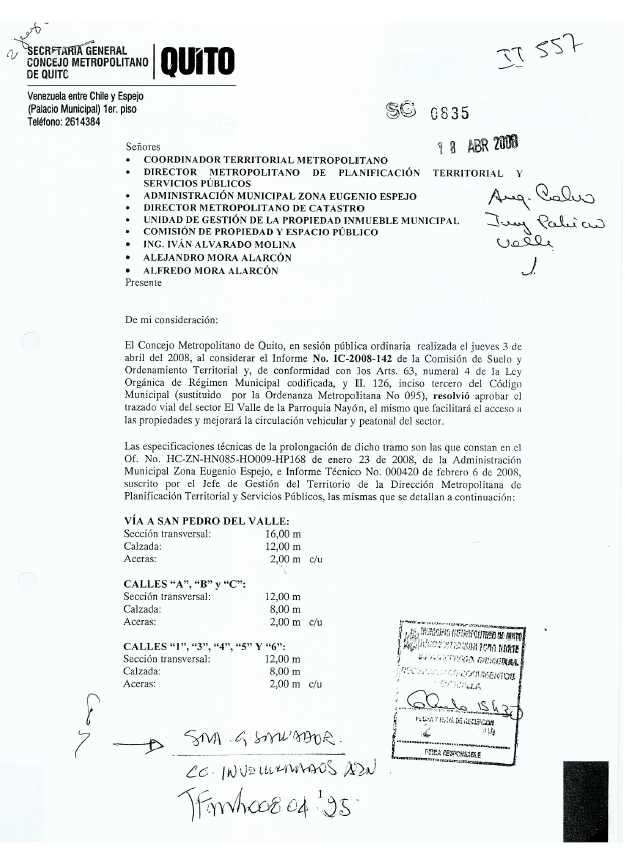 SECRETARÍA GENERAL
CONCEJO METROPOLITANO
DE QUITO
QUITO
Venezuela entre Chile y Espejo
(Palacio Municipal) 1er. piso
Teléfono: 2614384
IT 557
SG 0835
18 ABR 2008
Señores
• COORDINADOR TERRITORIAL METROPOLITANO
• DIRECTOR METROPOLITANO DE PLANIFICACIÓN TERRITORIAL Y
SERVICIOS PÚBLICOS
• ADMINISTRACIÓN MUNICIPAL ZONA EUGENIO ESPEJO
• DIRECTOR METROPOLITANO DE CATASTRO
• UNIDAD DE GESTIÓN DE LA PROPIEDAD INMUEBLE MUNICIPAL
• COMISIÓN DE PROPIEDAD Y ESPACIO PÚBLICO
• ING. IVÁN ALVARADO MOLINA
• ALEJANDRO MORA ALARCÓN
• ALFREDO MORA ALARCÓN
Presente
De mi consideración:
El Concejo Metropolitano de Quito, en sesión pública ordinaria realizada el jueves 3 de
abril del 2008, al considerar el Informe No. IC-2008-142 de la Comisión de Suelo y
Ordenamiento Territorial y, de conformidad con los Arts. 63, numeral 4 de la Ley
Orgánica de Régimen Municipal codificada, y II. 126, inciso tercero del Código
Municipal (sustituido por la Ordenanza Metropolitana No 095), resolvió aprobar el
trazado vial del sector El Valle de la Parroquia Nayón, el mismo que facilitará el acceso a
las propiedades y mejorará la circulación vehicular y peatonal del sector.
Las especificaciones técnicas de la prolongación de dicho tramo son las que constan en el
Of. No. HC-ZN-HN085-HO009-HP168 de enero 23 de 2008, de la Administración
Municipal Zona Eugenio Espejo, e Informe Técnico No. 000420 de febrero 6 de 2008,
suscrito por el Jefe de Gestión del Territorio de la Dirección Metropolitana de
Planificación Territorial y Servicios Públicos, las mismas que se detallan a continuación:
VÍA A SAN PEDRO DEL VALLE:
Sección transversal: 16,00 m
Calzada: 12,00 m
Aceras: 2,00 m c/u
CALLES “A”, “B” y “C”:
Sección transversal: 12,00 m
Calzada: 8,00 m
Aceras: 2,00 m c/u
CALLES “1”, “3”, “4”, “5” Y “6”:
Sección transversal: 12,00 m
Calzada: 8,00 m
Aceras: 2,00 m c/u
MUNICIPIO METROPOLITANO DE QUITO
ZONA NORTE
DOCUMENTOS
FECHA Y HORA DE RECEPCION
FIRMA RESPONSABLE